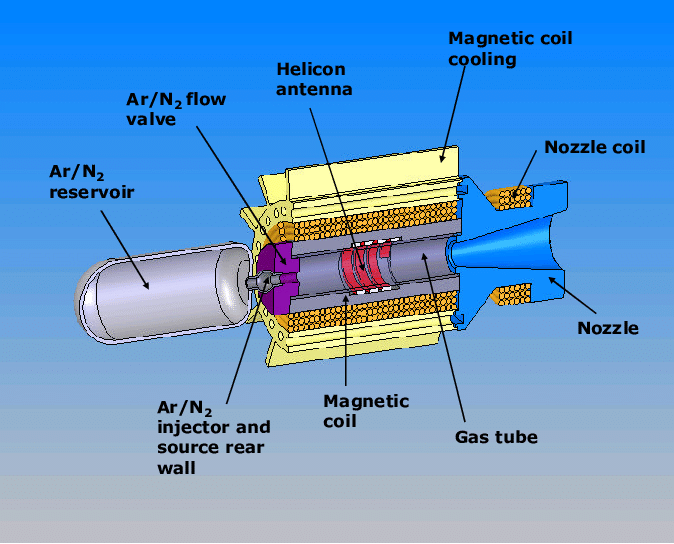 Magnetic coil
cooling
Helicon
antenna
Ar/N₂ flow
valve
Nozzle coil
Ar/N₂
reservoir
Nozzle
Ar/N₂
injector and
source rear
wall
Magnetic
coil
Gas tube